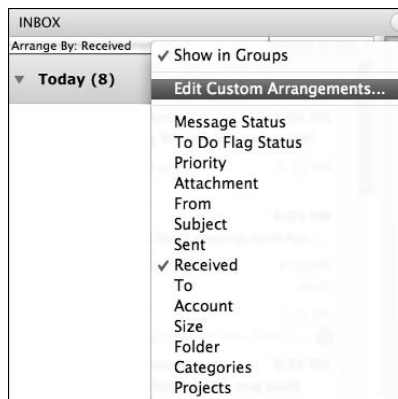 INBOX
Arrange By: Received
✓ Show in Groups
▼ Today (8)
Edit Custom Arrangements...
Message Status
To Do Flag Status
Priority
Attachment
From
Subject
Sent
✓ Received
To
Account
Size
Folder
Categories
Projects